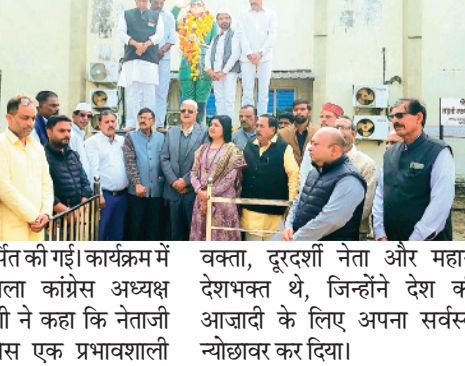 र्पित की गई। कार्यक्रम में
ला कांग्रेस अध्यक्ष
ी ने कहा कि नेताजी
स एक प्रभावशाली
वक्ता, दूरदर्शी नेता और महा
देशभक्त थे, जिन्होंने देश क
आज़ादी के लिए अपना सर्वस
न्योछावर कर दिया।